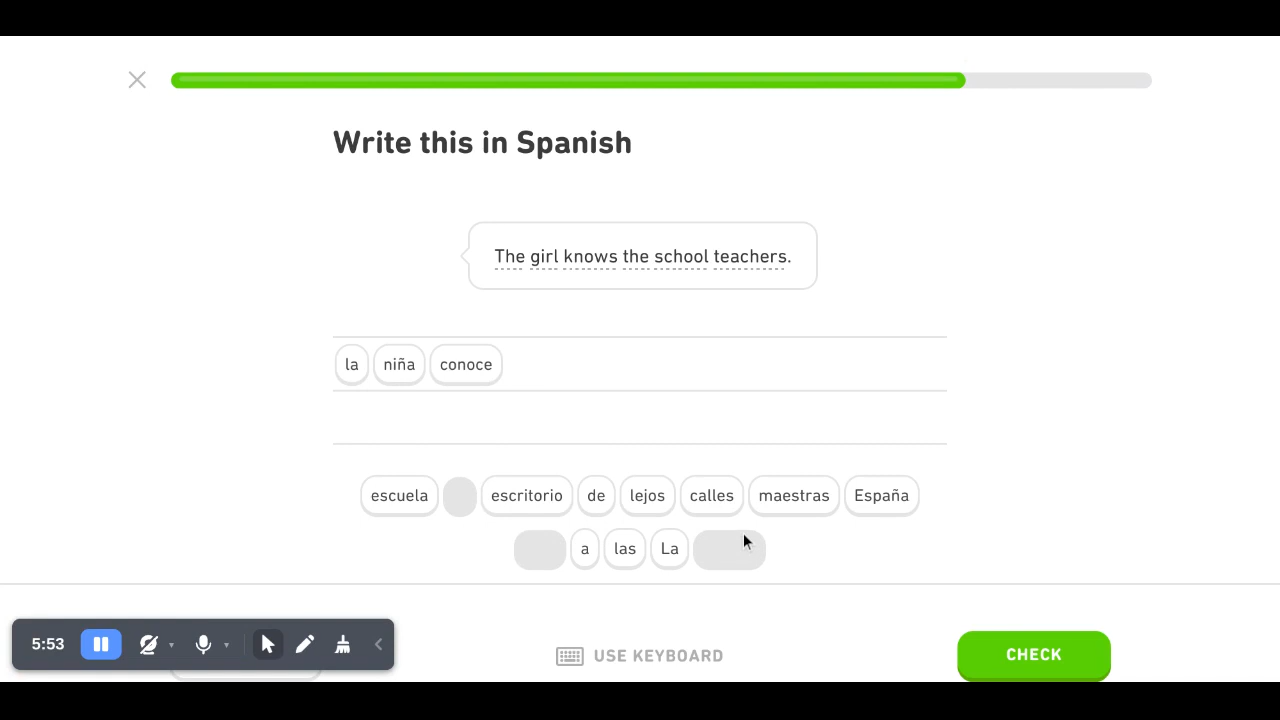 Write this in Spanish
The girl knows the school teachers.
la niña conoce
escuela escritorio de lejos calles maestras España
a las La
5:53
USE KEYBOARD
CHECK